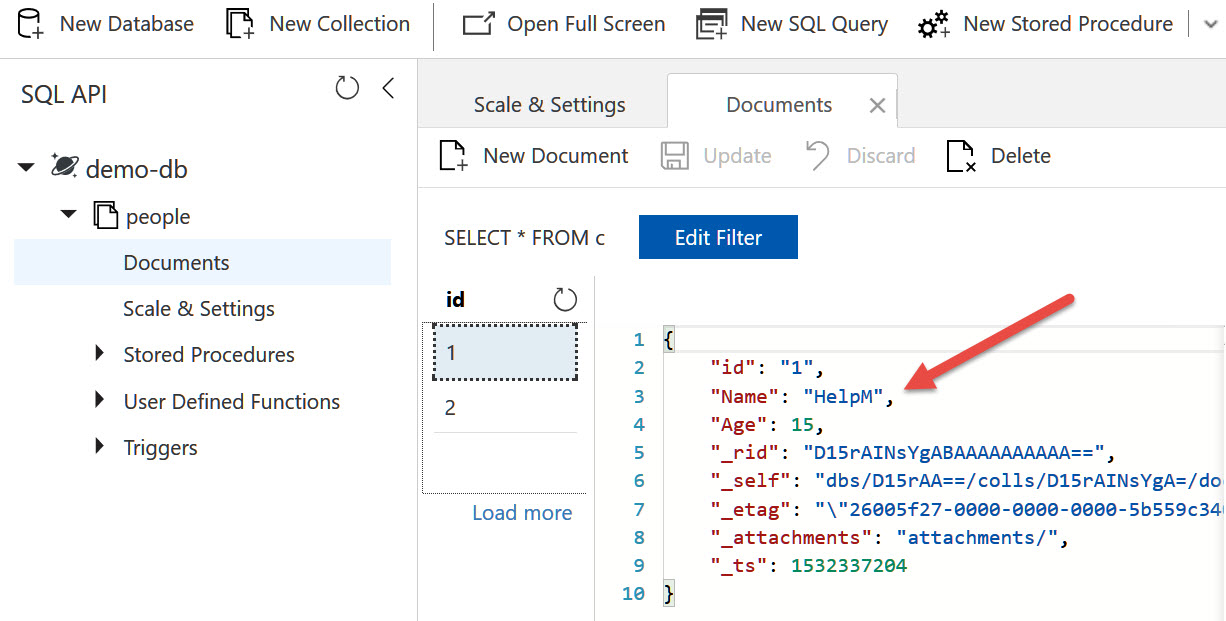 New Database New Collection Open Full Screen New SQL Query New Stored Procedure
SQL API
Scale & Settings Documents
New Document Update Discard Delete
demo-db
people
Documents
Scale & Settings
Stored Procedures
User Defined Functions
Triggers
SELECT * FROM c Edit Filter
id
1
2
Load more
1 {
2 "id": "1",
3 "Name": "HelpM",
4 "Age": 15,
5 "_rid": "D15rAINsYgABAAAAAAAAAA==",
6 "_self": "dbs/D15rAA==/colls/D15rAINsYgA=/do
7 "_etag": "\"26005f27-0000-0000-0000-5b559c34
8 "_attachments": "attachments/",
9 "_ts": 1532337204
10 }